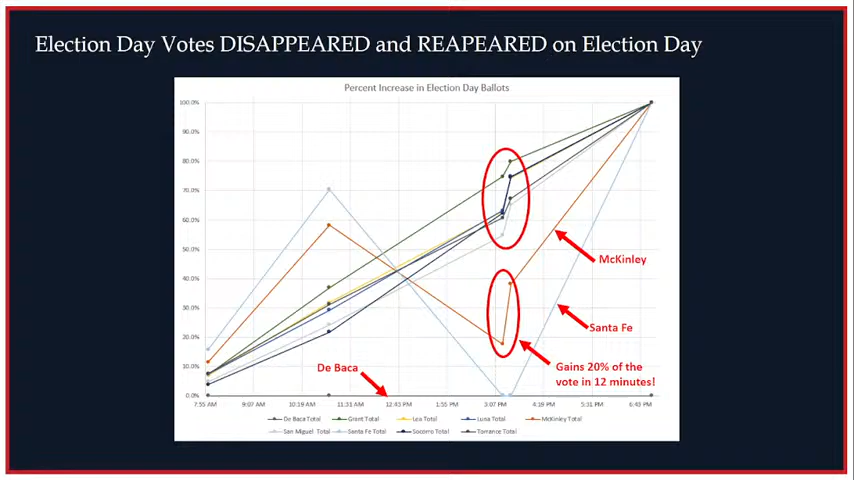 Election Day Votes DISAPPEARED and REAPEARED on Election Day
Percent Increase in Election Day Ballots
100.0%
90.0%
80.0%
70.0%
60.0%
50.0%
40.0%
30.0%
20.0%
10.0%
0.0%
McKinley
Santa Fe
De Baca
Gains 20% of the
vote in 12 minutes!
7:55 AM 9:07 AM 10:19 AM 11:31 AM 12:43 PM 1:55 PM 3:07 PM 4:19 PM 5:31 PM 6:43 PM
De Baca Total Grant Total Lea Total Luna Total McKinley Total
San Miguel Total Santa Fe Total Socorro Total Torrance Total